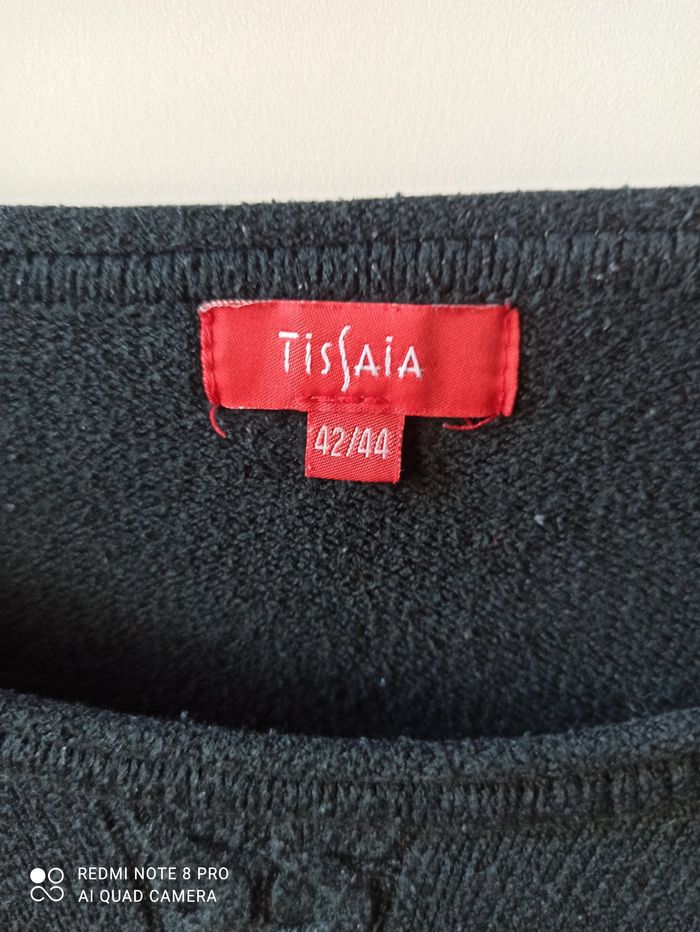 TISSAIA
42/44
REDMI NOTE 8 PRO
AI QUAD CAMERA